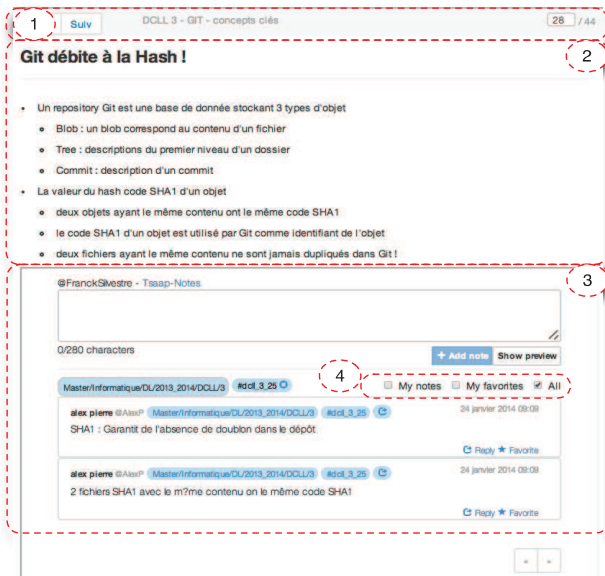 1 Suiv DCLL 3 - GIT - concepts clés 28 / 44
Git débite à la Hash ! 2
• Un repository Git est une base de donnée stockant 3 types d'objet
Blob : un blob correspond au contenu d'un fichier
Tree : descriptions du premier niveau d'un dossier
Commit : description d'un commit
• La valeur du hash code SHA1 d'un objet
deux objets ayant le même contenu ont le même code SHA1
le code SHA1 d'un objet est utilisé par Git comme identifiant de l'objet
deux fichiers ayant le même contenu ne sont jamais dupliqués dans Git !
3
@FranckSilvestre - Tsaap-Notes
0/280 characters + Add note Show preview
4
Master/Informatique/DL/2013_2014/DCLL/3 #dcll_3_25 My notes My favorites All
alex pierre @AlexP Master/Informatique/DL/2013_2014/DCLL/3 #dcll_3_25 24 janvier 2014 09:09
SHA1 : Garantit de l'absence de doublon dans le dépôt
Reply ★ Favorite
alex pierre @AlexP Master/Informatique/DL/2013_2014/DCLL/3 #dcll_3_25 24 janvier 2014 09:09
2 fichiers SHA1 avec le m?me contenu on le même code SHA1
Reply ★ Favorite